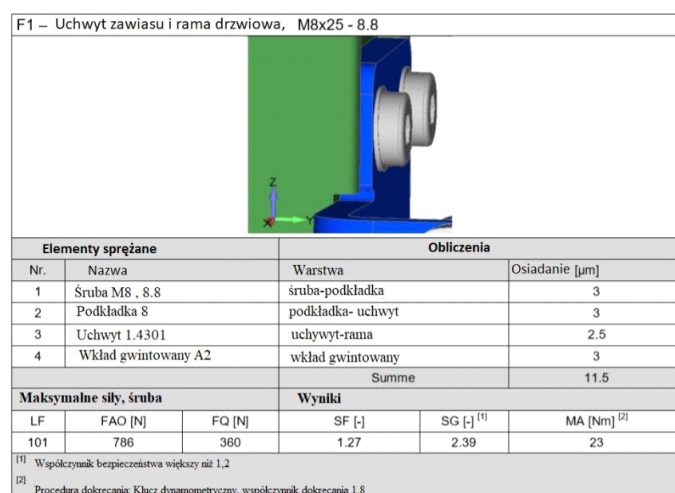 F1 – Uchwyt zawiasu i rama drzwiowa, M8x25 - 8.8
Z
X
Y
Elementy sprężane Obliczenia
Nr. Nazwa Warstwa Osiadanie [µm]
1 Śruba M8 , 8.8 śruba-podkładka 3
2 Podkładka 8 podkładka- uchwyt 3
3 Uchwyt 1.4301 uchywyt-rama 2.5
4 Wkład gwintowany A2 wkład gwintowany 3
Summe 11.5
Maksymalne siły, śruba Wyniki
LF FAO [N] FQ [N] SF [-] SG [-] [1] MA [Nm] [2]
101 786 360 1.27 2.39 23
[1] Współczynnik bezpieczeństwa większy niż 1,2
[2]
Procedura dokręcania: Klucz dynamometryczny, współczynnik dokręcania 1.8